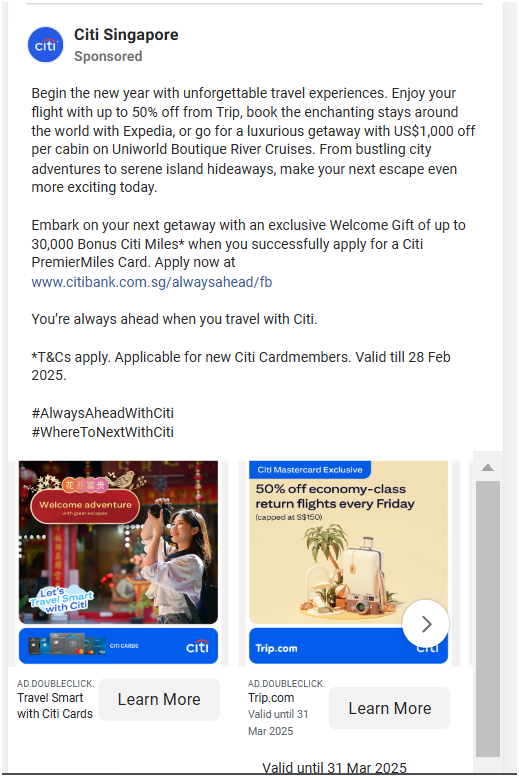 citi
Citi Singapore
Sponsored
Begin the new year with unforgettable travel experiences. Enjoy your
flight with up to 50% off from Trip, book the enchanting stays around
the world with Expedia, or go for a luxurious getaway with US$1,000 off
per cabin on Uniworld Boutique River Cruises. From bustling city
adventures to serene island hideaways, make your next escape even
more exciting today.
Embark on your next getaway with an exclusive Welcome Gift of up to
30,000 Bonus Citi Miles* when you successfully apply for a Citi
PremierMiles Card. Apply now at
www.citibank.com.sg/alwaysahead/fb
You’re always ahead when you travel with Citi.
*T&Cs apply. Applicable for new Citi Cardmembers. Valid till 28 Feb
2025.
#AlwaysAheadWithCiti
#WhereToNextWithCiti
花开富贵
Welcome adventure
with great escapes
Let's
Travel Smart
with Citi
CITI CARDS
citi
AD.DOUBLECLICK.
Travel Smart
with Citi Cards
Learn More
Citi Mastercard Exclusive
50% off economy-class
return flights every Friday
(capped at S$150)
Trip.com
citi
AD.DOUBLECLICK.
Trip.com
Valid until 31
Mar 2025
Learn More
Valid until 31 Mar 2025